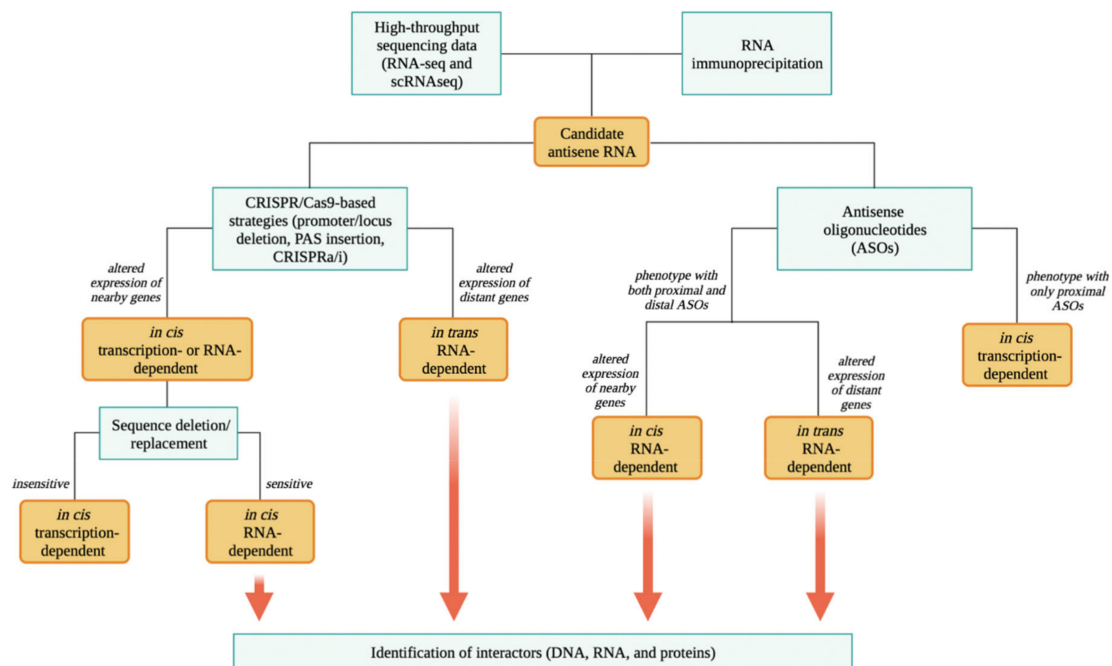 High-throughput
sequencing data
(RNA-seq and
scRNAseq)
RNA
immunoprecipitation
Candidate
antisene RNA
CRISPR/Cas9-based
strategies (promoter/locus
deletion, PAS insertion,
CRISPRa/i)
Antisense
oligonucleotides
(ASOs)
altered
expression of
nearby genes
altered
expression of
distant genes
phenotype with
both proximal and
distal ASOs
phenotype with
only proximal
ASOs
in cis
transcription- or RNA-
dependent
in trans
RNA-
dependent
in cis
transcription-
dependent
altered
expression
of nearby
genes
altered
expression
of distant
genes
Sequence deletion/
replacement
in cis
RNA-
dependent
in trans
RNA-
dependent
insensitive
sensitive
in cis
transcription-
dependent
in cis
RNA-
dependent
Identification of interactors (DNA, RNA, and proteins)